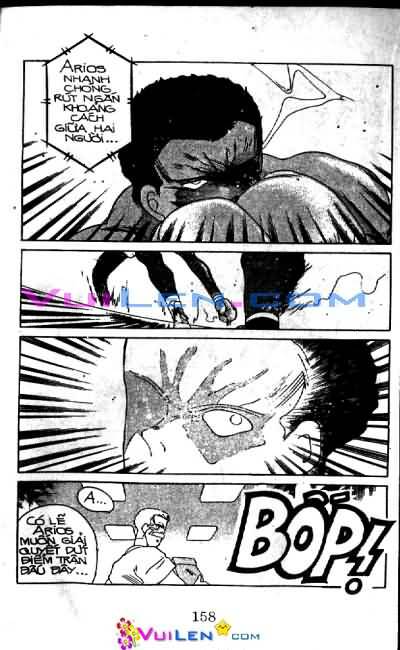 ARIOS
NHANH
CHÓNG
RÚT NGẮN
KHOẢNG
CÁCH
GIỮA HAI
NGƯỜI...
VUILEN.COM
A...
CÓ LẼ
ARIOS
MUỐN GIẢI
QUYẾT DỨT
ĐIỂM TRẬN
ĐẤU ĐÂY...
BỐP!
158
VUILEN.COM